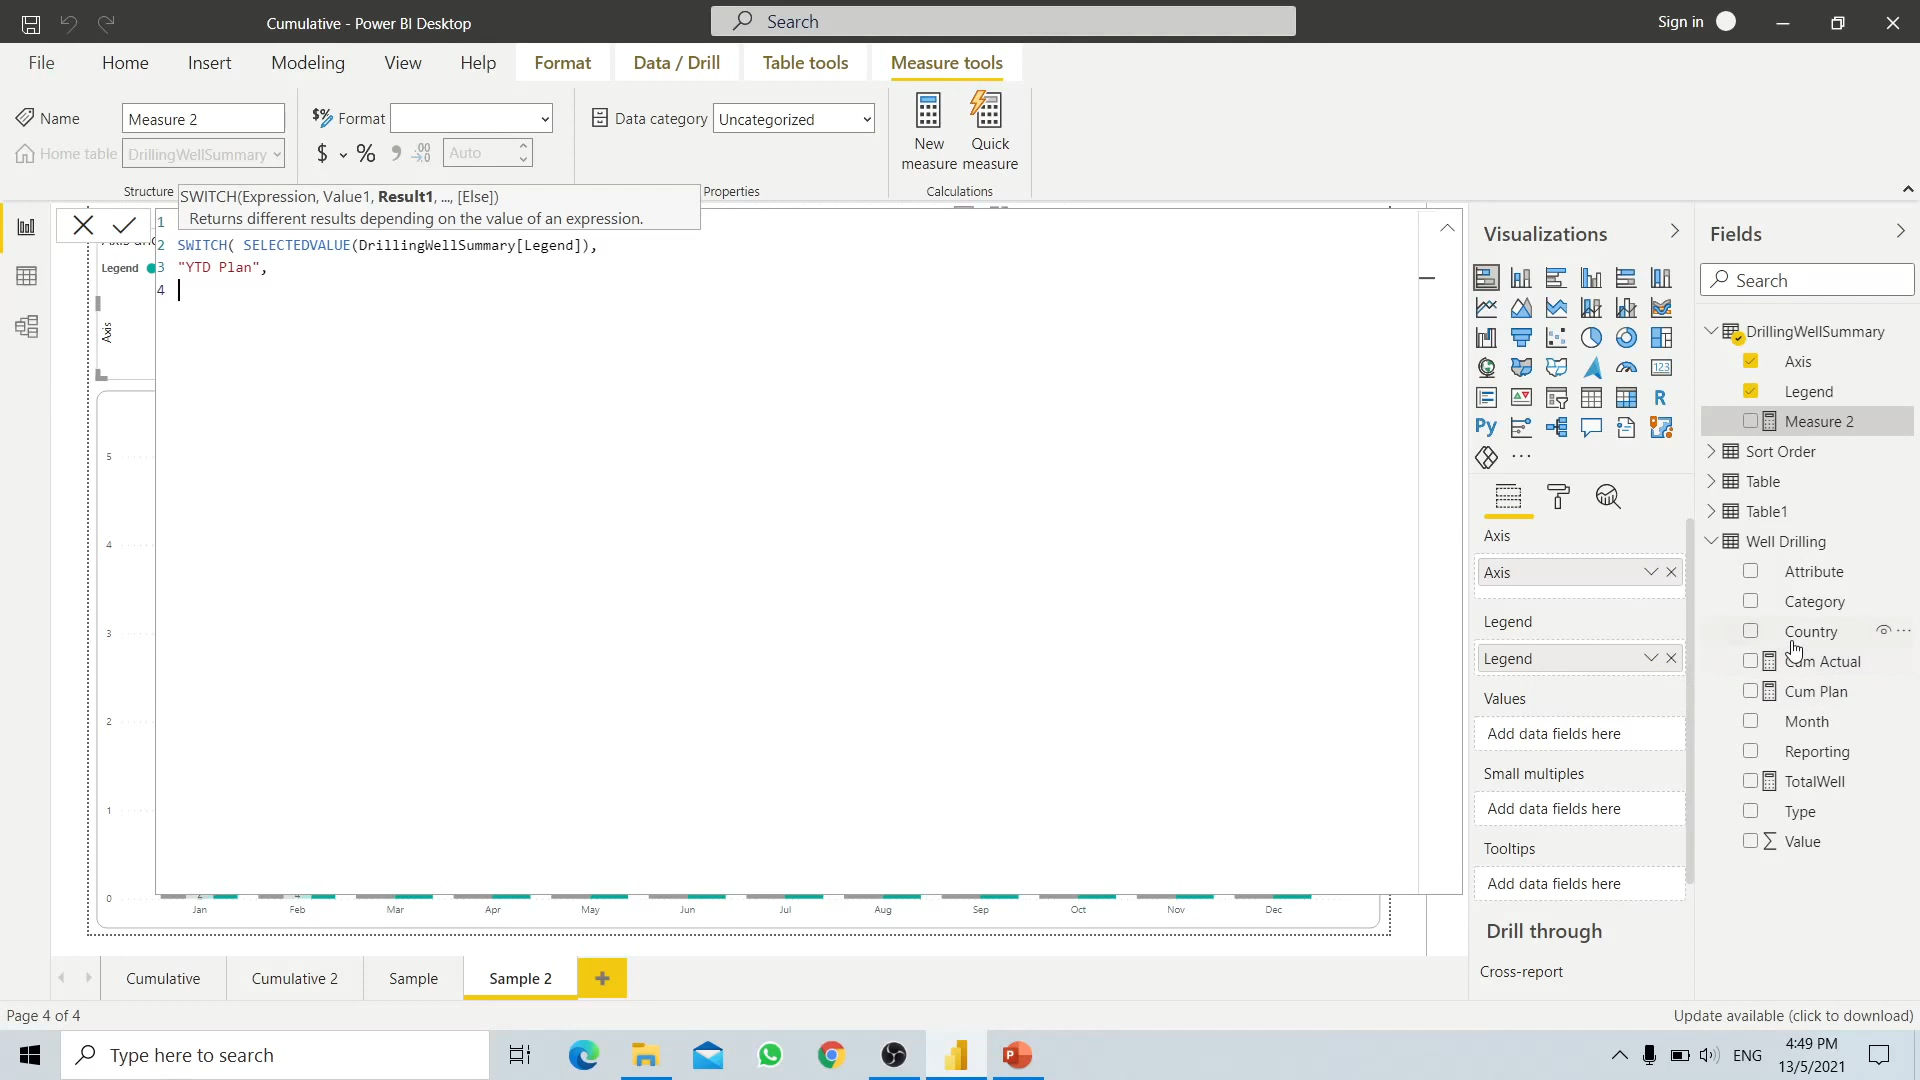 Cumulative - Power BI Desktop
Search
Sign in
File
Home
Insert
Modeling
View
Help
Format
Data / Drill
Table tools
Measure tools
Name
Measure 2
Home table
DrillingWellSummary
Structure
$% Format
$ % 9 .00
Auto
Data category
Uncategorized
Properties
New measure
Quick measure
Calculations
SWITCH(Expression, Value1, Result1, ..., [Else])
Returns different results depending on the value of an expression.
1
2 SWITCH( SELECTEDVALUE(DrillingWellSummary[Legend]),
3 "YTD Plan",
4
Legend
Axis
5
4
3
2
1
0
Jan
Feb
Mar
Apr
May
Jun
Jul
Aug
Sep
Oct
Nov
Dec
Visualizations
123
R
Py
Axis
Axis
Legend
Legend
Values
Add data fields here
Small multiples
Add data fields here
Tooltips
Add data fields here
Drill through
Cross-report
Fields
Search
DrillingWellSummary
Axis
Legend
Measure 2
Sort Order
Table
Table1
Well Drilling
Attribute
Category
Country
Cum Actual
Cum Plan
Month
Reporting
TotalWell
Type
Value
Cumulative
Cumulative 2
Sample
Sample 2
Page 4 of 4
Update available (click to download)
Type here to search
ENG
4:49 PM
13/5/2021